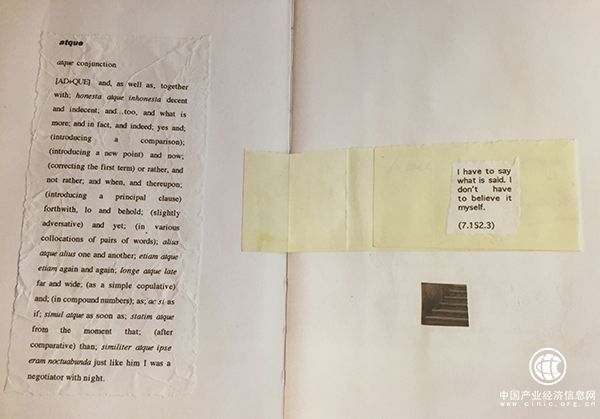 atque
atque conjunction
[AD+QUE] and, as well as, together
with; honesta atque inhonesta decent
and indecent, and...too, and what is
more; and in fact, and indeed; yes and;
(introducing a comparison);
(introducing a new point) and now;
(correcting the first term) or rather, and
not rather; and when, and thereupon;
(introducing a principal clause)
forthwith, lo and behold; (slightly
adversative) and yet; (in various
collocations of pairs of words); alius
atque alius one and another; etiam atque
etiam again and again; longe atque late
far and wide; (as a simple copulative)
and; (in compound numbers); as; ac si as
if; simul atque as soon as; statim atque
from the moment that; (after
comparative) than; similiter atque ipse
eram noctuabunda just like him I was a
negotiator with night.
I have to say
what is said. I
don't have
to believe it
myself.
(7.152.3)
中国产业经济信息网
www.cinic.org.cn